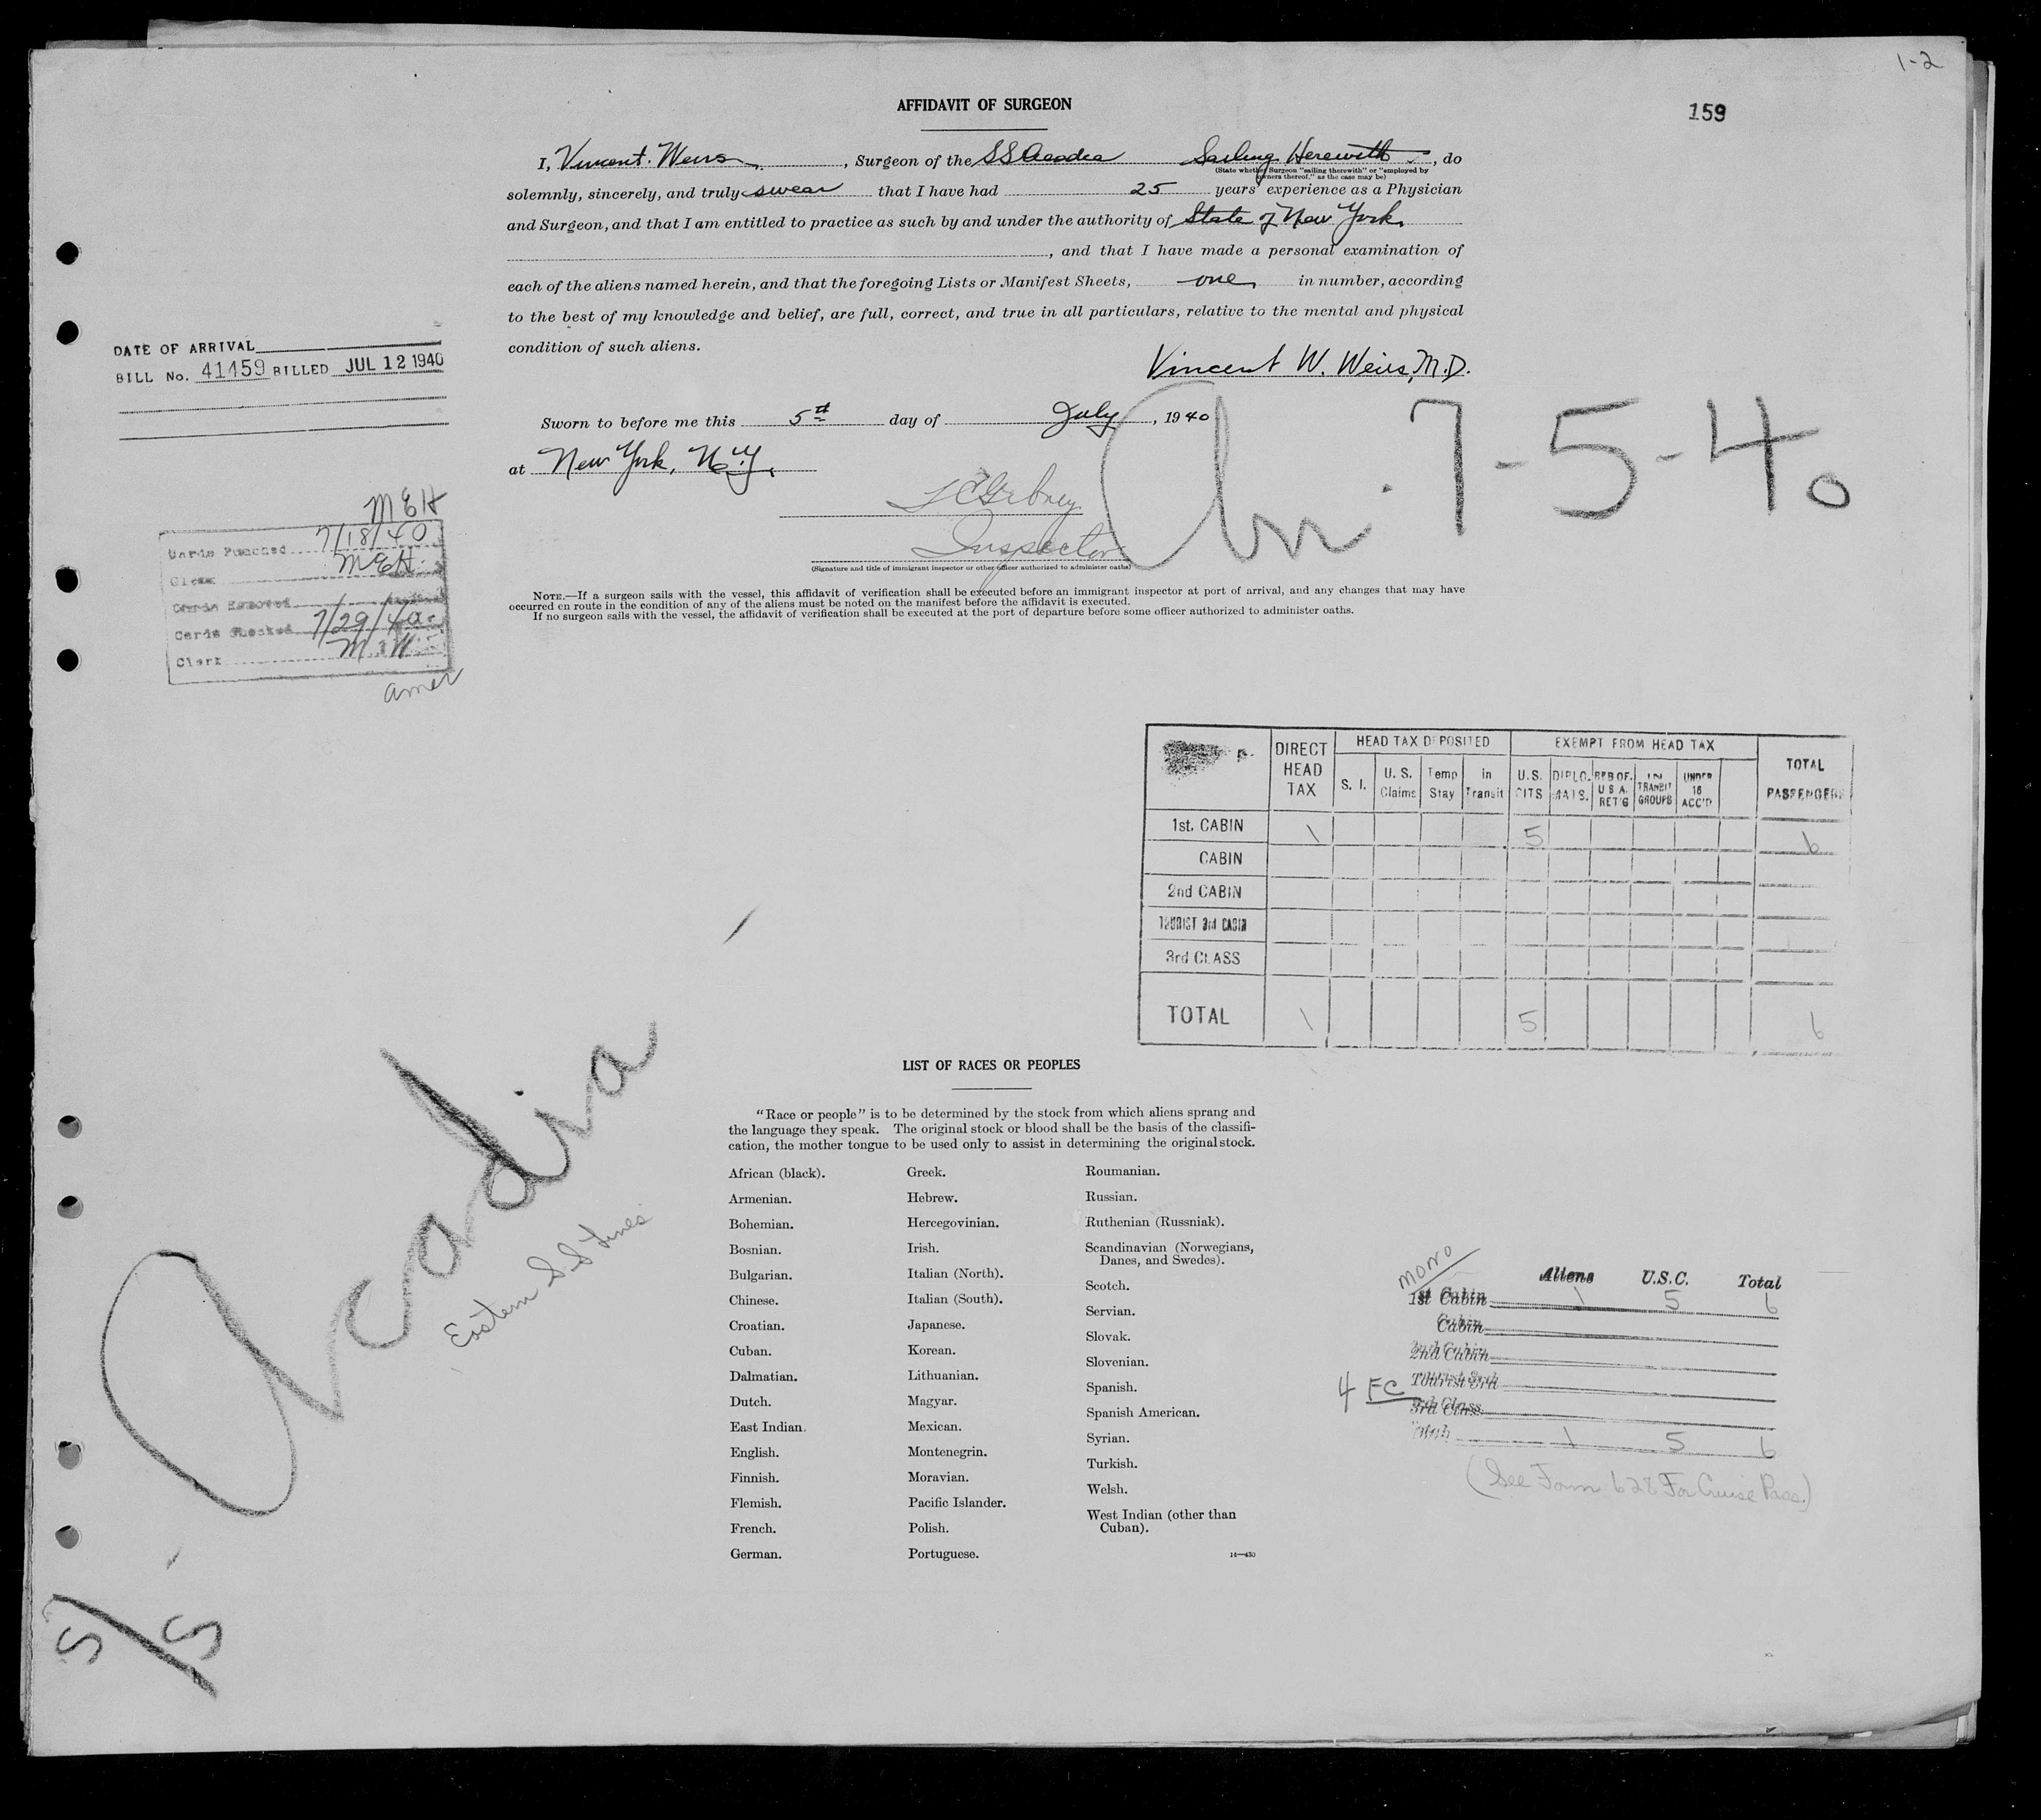 1-2
AFFIDAVIT OF SURGEON
159
I, Vincent. Weiss, Surgeon of the SS Acadia Sailing Herewith, do
(State whether Surgeon "sailing therewith" or "employed by
owners thereof," as the case may be)
solemnly, sincerely, and truly swear that I have had 25 years' experience as a Physician
and Surgeon, and that I am entitled to practice as such by and under the authority of State of New York.
, and that I have made a personal examination of
each of the aliens named herein, and that the foregoing Lists or Manifest Sheets, one in number, according
to the best of my knowledge and belief, are full, correct, and true in all particulars, relative to the mental and physical
condition of such aliens.
Vincent W. Weiss, M.D.
DATE OF ARRIVAL
BILL No. 41459 BILLED JUL 12 1940
Sworn to before me this 5th day of July, 1940
at New York, N.Y.
7-5-40
Inspector
(Signature and title of immigrant inspector or other officer authorized to administer oaths)
NOTE.—If a surgeon sails with the vessel, this affidavit of verification shall be executed before an immigrant inspector at port of arrival, and any changes that may have
occurred en route in the condition of any of the aliens must be noted on the manifest before the affidavit is executed.
If no surgeon sails with the vessel, the affidavit of verification shall be executed at the port of departure before some officer authorized to administer oaths.
MEH
Cards Punched 7/18/40
Clerk MEH
Cards Removed
Cards Checked 7/29/40
Clerk
amer
DIRECT HEAD TAX HEAD TAX DEPOSITED EXEMPT FROM HEAD TAX TOTAL PASSENGERS
S. I. U. S. Claims Temp Stay in Transit U.S. CITS DIPLO. MATS. RES OF. U S A. RET'G IN TRANSIT GROUPS UNDER 16 ACC'D
1st. CABIN 1 5 6
CABIN
2nd CABIN
TOURIST 3rd CABIN
3rd CLASS
TOTAL 1 5 6
S/S Acadia
Eastern S.S Lines
LIST OF RACES OR PEOPLES
"Race or people" is to be determined by the stock from which aliens sprang and
the language they speak. The original stock or blood shall be the basis of the classifi-
cation, the mother tongue to be used only to assist in determining the original stock.
African (black).
Armenian.
Bohemian.
Bosnian.
Bulgarian.
Chinese.
Croatian.
Cuban.
Dalmatian.
Dutch.
East Indian.
English.
Finnish.
Flemish.
French.
German.
Greek.
Hebrew.
Hercegovinian.
Irish.
Italian (North).
Italian (South).
Japanese.
Korean.
Lithuanian.
Magyar.
Mexican.
Montenegrin.
Moravian.
Pacific Islander.
Polish.
Portuguese.
Roumanian.
Russian.
Ruthenian (Russniak).
Scandinavian (Norwegians,
Danes, and Swedes).
Scotch.
Servian.
Slovak.
Slovenian.
Spanish.
Spanish American.
Syrian.
Turkish.
Welsh.
West Indian (other than
Cuban).
14—430
mono
Aliens U.S.C. Total
1st Cabin 1 5 6
Cabin
2nd Cabin
Tourist 3rd
4 FC
3rd Class
1 5 6
(See Form 628 For Cruise Pass.)